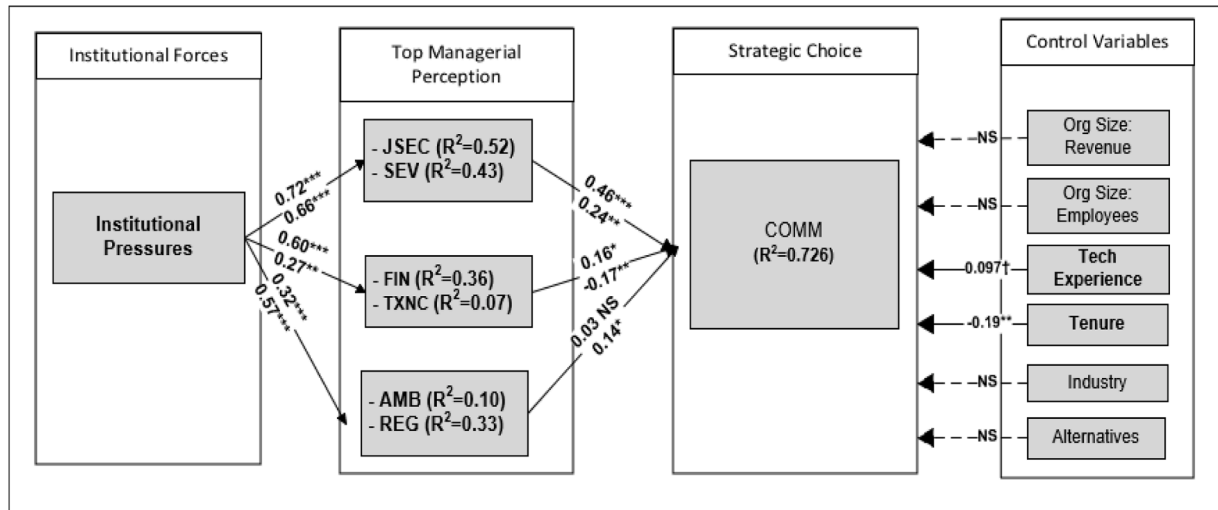 Institutional Forces
Institutional
Pressures
0.72***
0.66***
0.60***
0.27**
0.32***
0.57***
Top Managerial
Perception
- JSEC (R²=0.52)
- SEV (R²=0.43)
- FIN (R²=0.36)
- TXNC (R²=0.07)
- AMB (R²=0.10)
- REG (R²=0.33)
0.46***
0.24**
0.16*
-0.17**
0.03 NS
0.14*
Strategic Choice
COMM
(R²=0.726)
Control Variables
NS
Org Size:
Revenue
NS
Org Size:
Employees
0.097†
Tech
Experience
-0.19**
Tenure
NS
Industry
NS
Alternatives